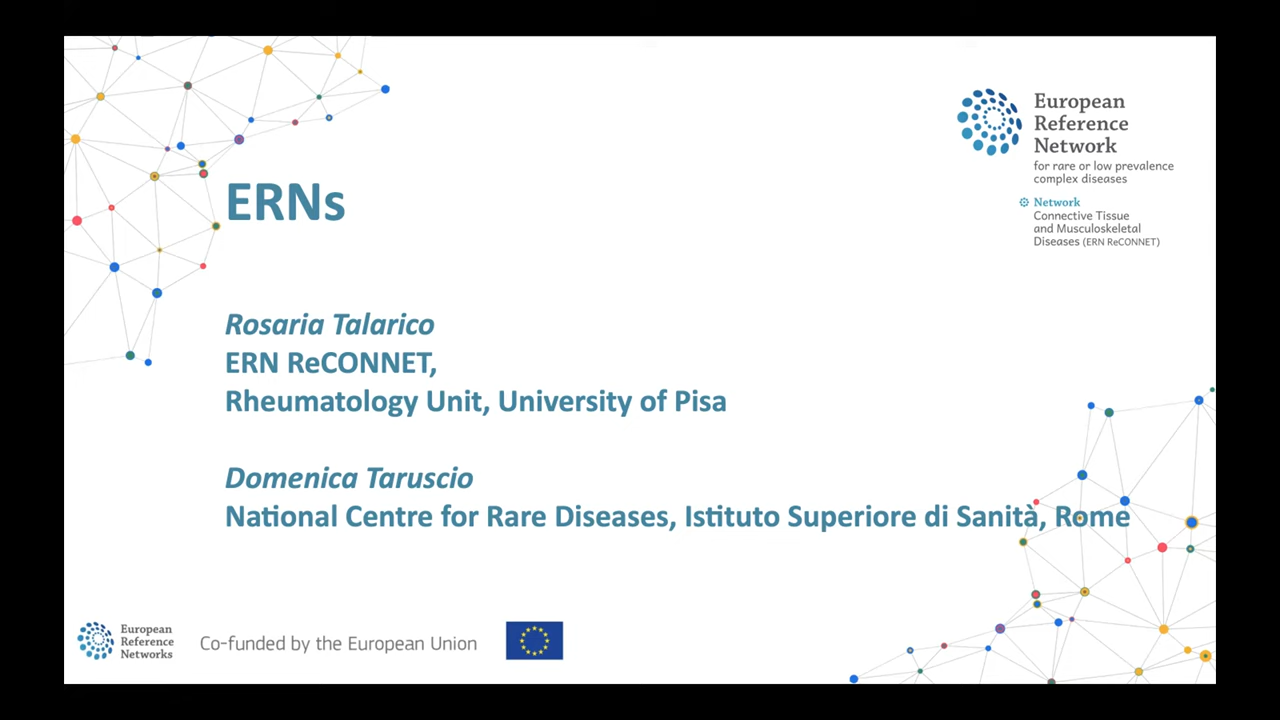 European
Reference
Network
for rare or low prevalence
complex diseases
Network
Connective Tissue
and Musculoskeletal
Diseases (ERN ReCONNET)
ERNs
Rosaria Talarico
ERN ReCONNET,
Rheumatology Unit, University of Pisa
Domenica Taruscio
National Centre for Rare Diseases, Istituto Superiore di Sanità, Rome
European
Reference
Networks
Co-funded by the European Union